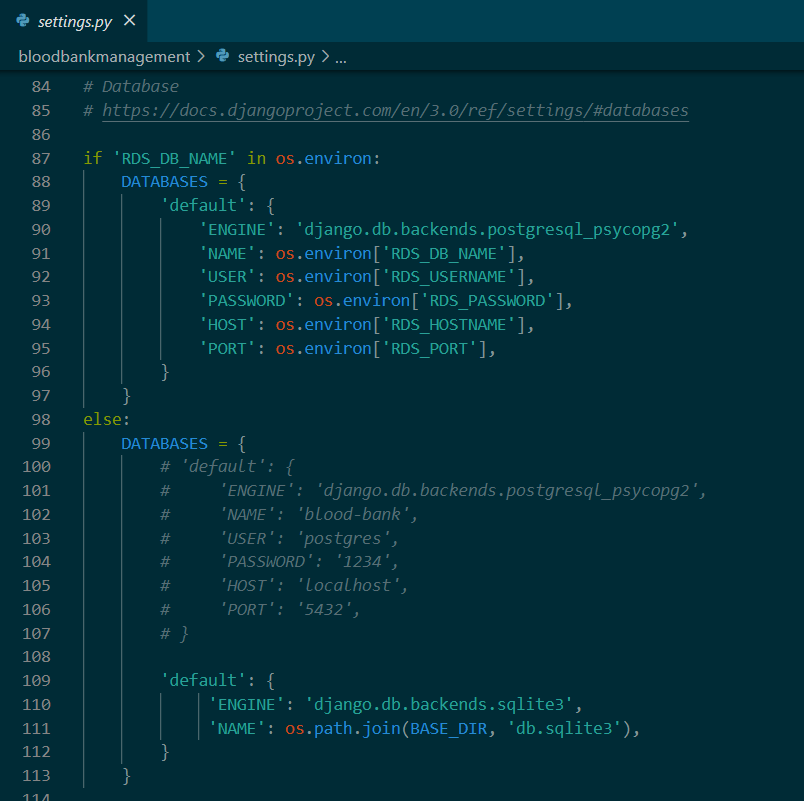 settings.py ×
bloodbankmanagement > settings.py > ...
84 # Database
85 # https://docs.djangoproject.com/en/3.0/ref/settings/#databases
86
87 if 'RDS_DB_NAME' in os.environ:
88     DATABASES = {
89         'default': {
90             'ENGINE': 'django.db.backends.postgresql_psycopg2',
91             'NAME': os.environ['RDS_DB_NAME'],
92             'USER': os.environ['RDS_USERNAME'],
93             'PASSWORD': os.environ['RDS_PASSWORD'],
94             'HOST': os.environ['RDS_HOSTNAME'],
95             'PORT': os.environ['RDS_PORT'],
96         }
97     }
98 else:
99     DATABASES = {
100         # 'default': {
101         #     'ENGINE': 'django.db.backends.postgresql_psycopg2',
102         #     'NAME': 'blood-bank',
103         #     'USER': 'postgres',
104         #     'PASSWORD': '1234',
105         #     'HOST': 'localhost',
106         #     'PORT': '5432',
107         # }
108
109         'default': {
110              'ENGINE': 'django.db.backends.sqlite3',
111              'NAME': os.path.join(BASE_DIR, 'db.sqlite3'),
112         }
113     }
114